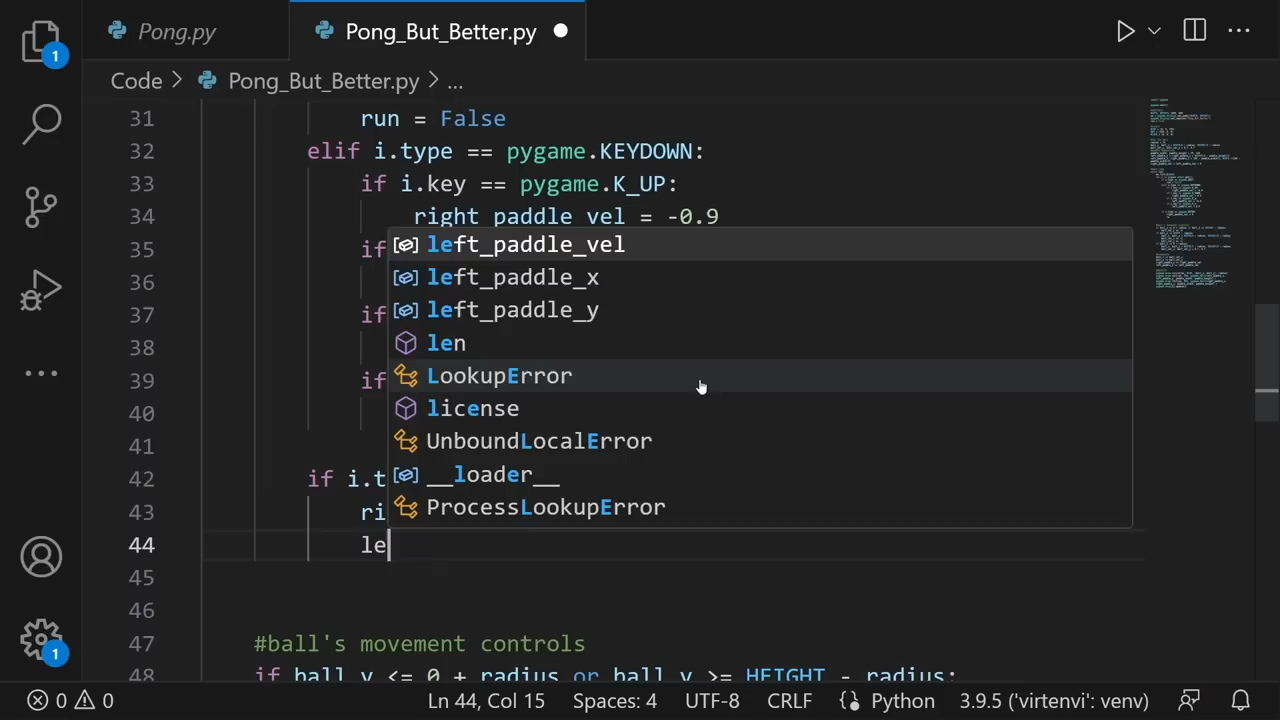 Pong.py
Pong_But_Better.py
Code > Pong_But_Better.py > ...
31 run = False
32 elif i.type == pygame.KEYDOWN:
33 if i.key == pygame.K_UP:
34 right_paddle_vel = -0.9
35 if
36
37 if
38
39 if
40
41
42 if i.t
43 ri
44 le
45
46
47 #ball's movement controls
48 if ball_y <= 0 + radius or ball_y >= HEIGHT - radius:
left_paddle_vel
left_paddle_x
left_paddle_y
len
LookupError
license
UnboundLocalError
__loader__
ProcessLookupError
1
1
0 0 Ln 44, Col 15 Spaces: 4 UTF-8 CRLF Python 3.9.5 ('virtenvi': venv)